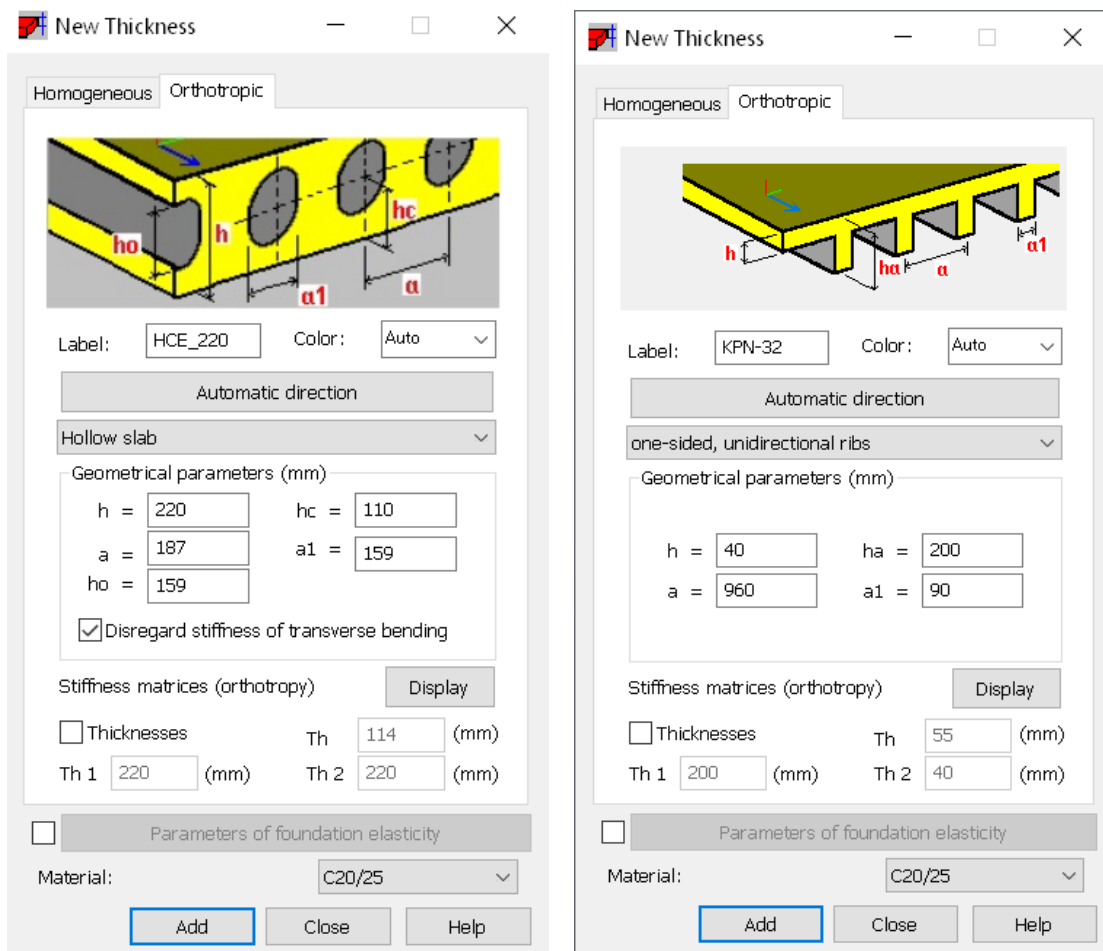 New Thickness
Homogeneous Orthotropic
ho h hc
α1 α
Label: HCE_220 Color: Auto
Automatic direction
Hollow slab
Geometrical parameters (mm)
h = 220 hc = 110
a = 187 a1 = 159
ho = 159
Disregard stiffness of transverse bending
Stiffness matrices (orthotropy) Display
Thicknesses Th 114 (mm)
Th 1 220 (mm) Th 2 220 (mm)
Parameters of foundation elasticity
Material: C20/25
Add Close Help
New Thickness
Homogeneous Orthotropic
h hα α α1
Label: KPN-32 Color: Auto
Automatic direction
one-sided, unidirectional ribs
Geometrical parameters (mm)
h = 40 ha = 200
a = 960 a1 = 90
Stiffness matrices (orthotropy) Display
Thicknesses Th 55 (mm)
Th 1 200 (mm) Th 2 40 (mm)
Parameters of foundation elasticity
Material: C20/25
Add Close Help